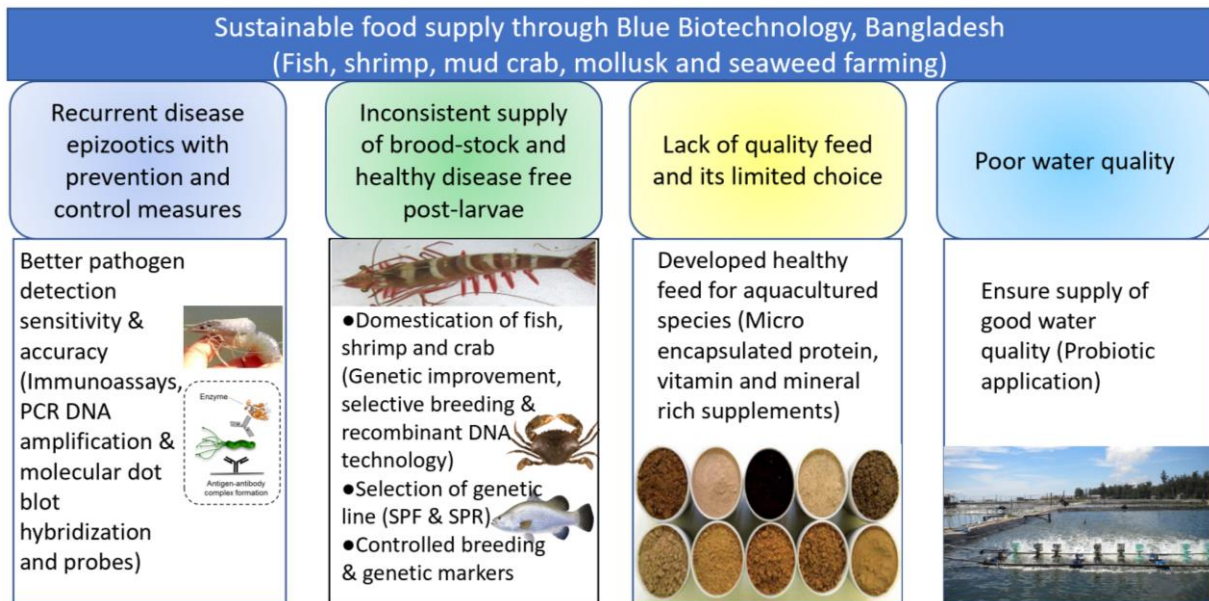 Sustainable food supply through Blue Biotechnology, Bangladesh
(Fish, shrimp, mud crab, mollusk and seaweed farming)
Recurrent disease
epizootics with
prevention and
control measures
Better pathogen
detection
sensitivity &
accuracy
(Immunoassays,
PCR DNA
amplification &
molecular dot
blot
hybridization
and probes)
Enzyme
Antigen-antibody
complex formation
Inconsistent supply
of brood-stock and
healthy disease free
post-larvae
●Domestication of fish,
shrimp and crab
(Genetic improvement,
selective breeding &
recombinant DNA
technology)
●Selection of genetic
line (SPF & SPR)
●Controlled breeding
& genetic markers
Lack of quality feed
and its limited choice
Developed healthy
feed for aquacultured
species (Micro
encapsulated protein,
vitamin and mineral
rich supplements)
Poor water quality
Ensure supply of
good water
quality (Probiotic
application)